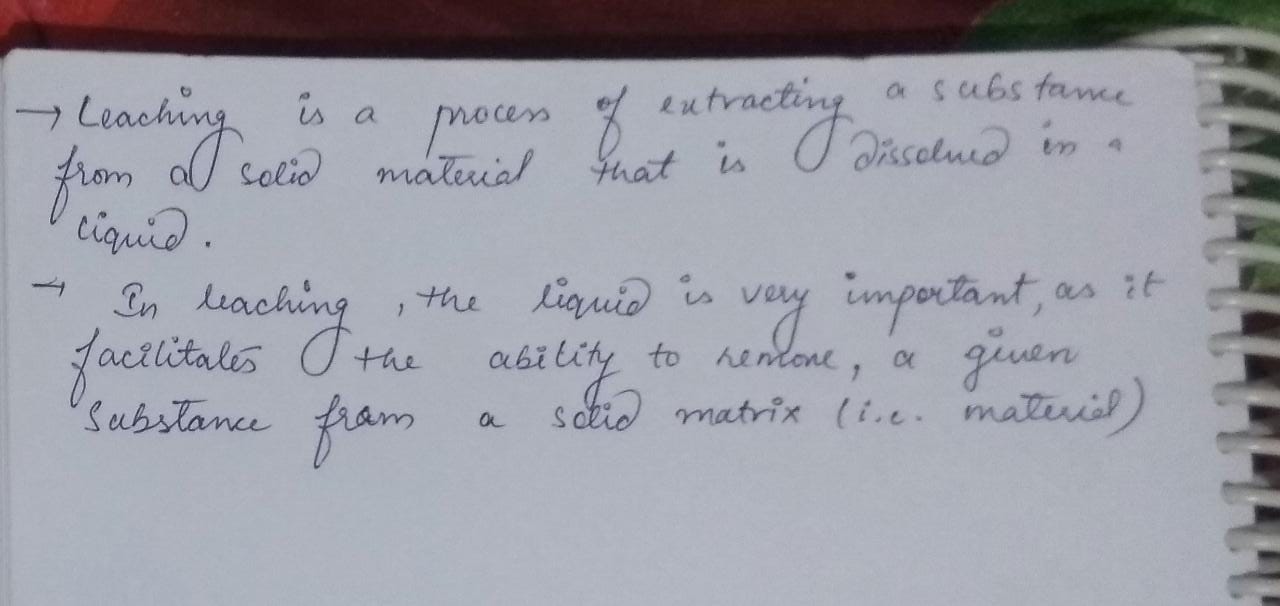 → Leaching is a process of extracting a substance
from a solid material that is dissolved in a
liquid.
→ In leaching, the liquid is very important, as it
facilitates the ability to remove, a given
substance from a solid matrix (i.e. material)